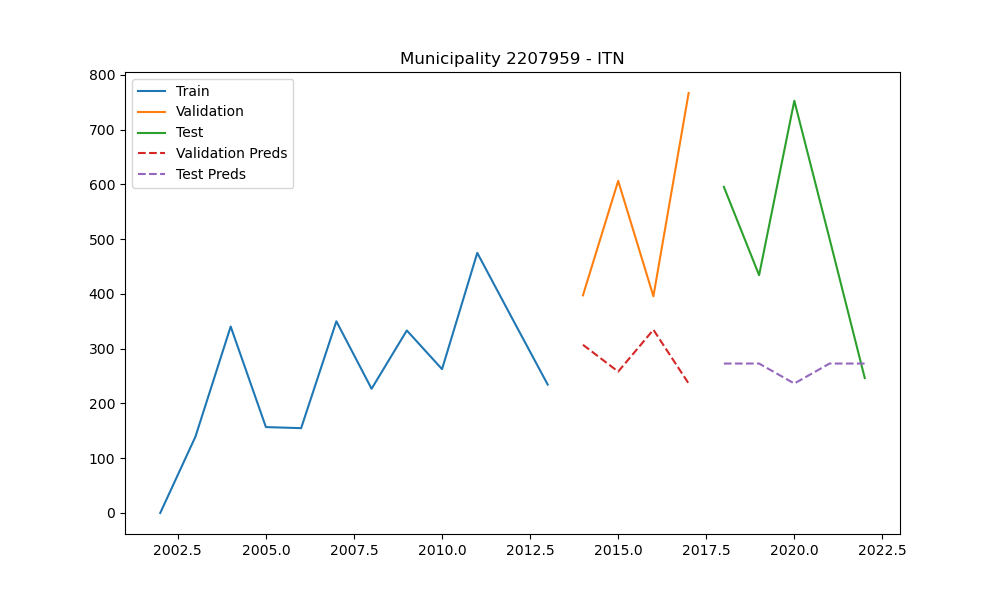 Municipality 2207959 - ITN
Train
Validation
Test
Validation Preds
Test Preds
800
700
600
500
400
300
200
100
0
2002.5 2005.0 2007.5 2010.0 2012.5 2015.0 2017.5 2020.0 2022.5